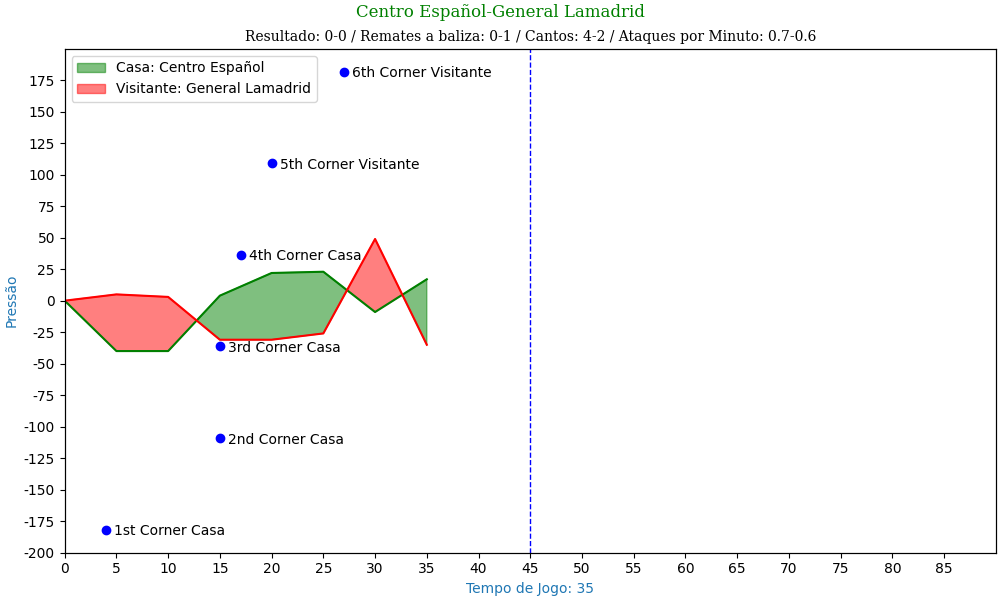 Centro Español-General Lamadrid
Resultado: 0-0 / Remates a baliza: 0-1 / Cantos: 4-2 / Ataques por Minuto: 0.7-0.6
Casa: Centro Español
Visitante: General Lamadrid
6th Corner Visitante
5th Corner Visitante
4th Corner Casa
3rd Corner Casa
2nd Corner Casa
1st Corner Casa
Pressão
175
150
125
100
75
50
25
0
-25
-50
-75
-100
-125
-150
-175
-200
0 5 10 15 20 25 30 35 40 45 50 55 60 65 70 75 80 85
Tempo de Jogo: 35